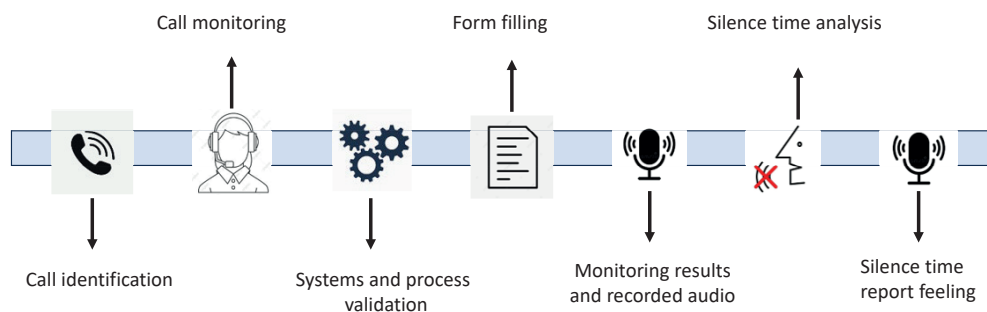 Call monitoring
Form filling
Silence time analysis
Call identification
Systems and process
validation
Monitoring results
and recorded audio
Silence time
report feeling